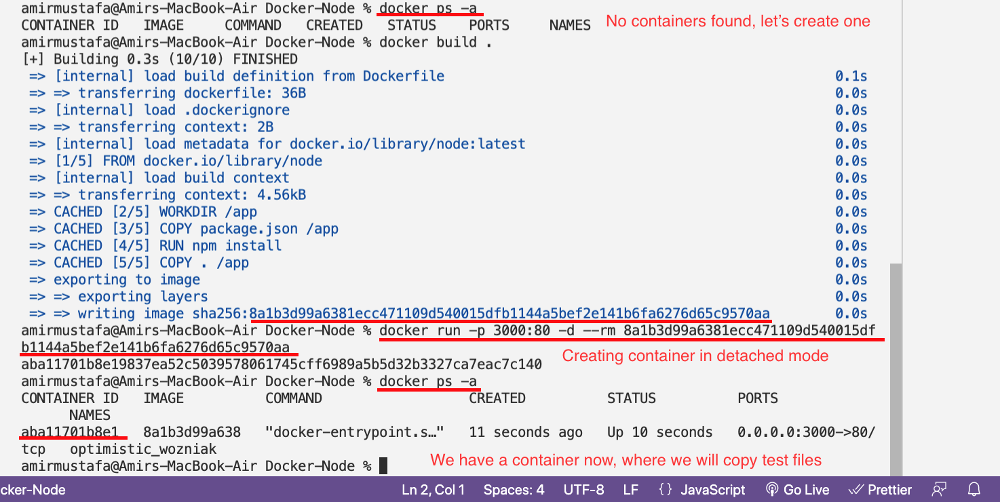 amirmustafa@Amirs-MacBook-Air Docker-Node % docker ps -a
CONTAINER ID   IMAGE     COMMAND   CREATED   STATUS    PORTS     NAMES
No containers found, let’s create one
amirmustafa@Amirs-MacBook-Air Docker-Node % docker build .
[+] Building 0.3s (10/10) FINISHED
=> [internal] load build definition from Dockerfile 0.1s
=> => transferring dockerfile: 36B 0.0s
=> [internal] load .dockerignore 0.0s
=> => transferring context: 2B 0.0s
=> [internal] load metadata for docker.io/library/node:latest 0.0s
=> [1/5] FROM docker.io/library/node 0.0s
=> [internal] load build context 0.0s
=> => transferring context: 4.56kB 0.0s
=> CACHED [2/5] WORKDIR /app 0.0s
=> CACHED [3/5] COPY package.json /app 0.0s
=> CACHED [4/5] RUN npm install 0.0s
=> CACHED [5/5] COPY . /app 0.0s
=> exporting to image 0.0s
=> => exporting layers 0.0s
=> => writing image sha256:8a1b3d99a6381ecc471109d540015dfb1144a5bef2e141b6fa6276d65c9570aa 0.0s
amirmustafa@Amirs-MacBook-Air Docker-Node % docker run -p 3000:80 -d --rm 8a1b3d99a6381ecc471109d540015df
b1144a5bef2e141b6fa6276d65c9570aa
Creating container in detached mode
aba11701b8e19837ea52c5039578061745cff6989a5b5d32b3327ca7eac7c140
amirmustafa@Amirs-MacBook-Air Docker-Node % docker ps -a
CONTAINER ID   IMAGE          COMMAND                  CREATED          STATUS          PORTS
NAMES
aba11701b8e1   8a1b3d99a638   "docker-entrypoint.s…"   11 seconds ago   Up 10 seconds   0.0.0.0:3000->80/
tcp   optimistic_wozniak
We have a container now, where we will copy test files
amirmustafa@Amirs-MacBook-Air Docker-Node %
cker-Node Ln 2, Col 1 Spaces: 4 UTF-8 LF {} JavaScript Go Live Prettier